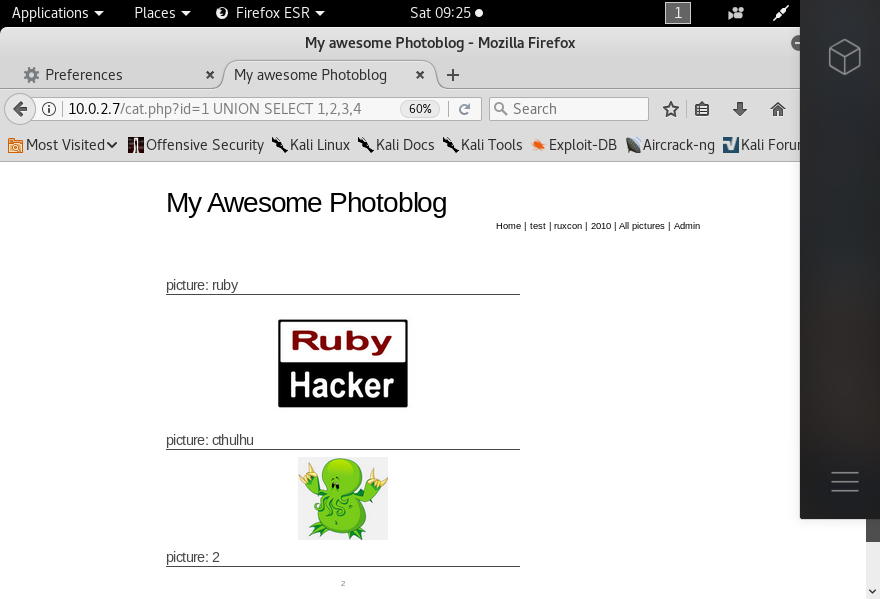 Applications Places Firefox ESR Sat 09:25 1
My awesome Photoblog - Mozilla Firefox
Preferences × My awesome Photoblog × +
10.0.2.7/cat.php?id=1 UNION SELECT 1,2,3,4 60% Search
Most Visited Offensive Security Kali Linux Kali Docs Kali Tools Exploit-DB Aircrack-ng Kali Forum
My Awesome Photoblog
Home | test | ruxcon | 2010 | All pictures | Admin
picture: ruby
Ruby
Hacker
picture: cthulhu
picture: 2
2